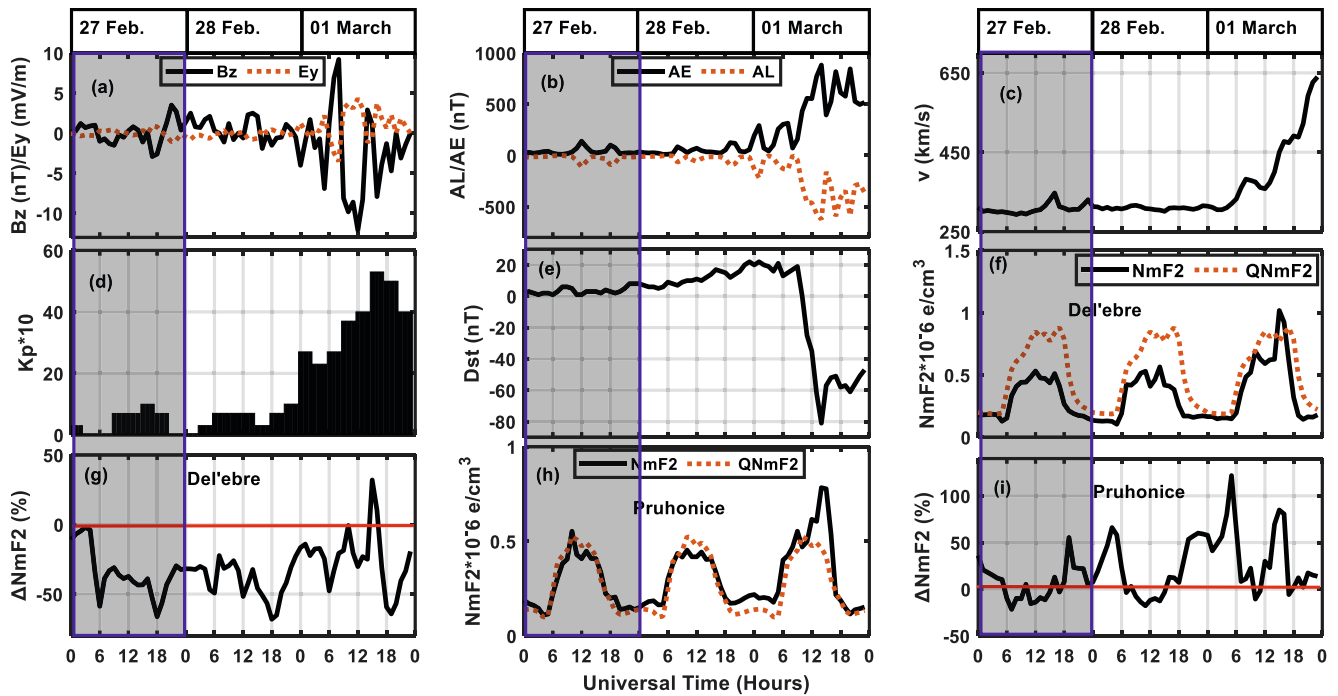 27 Feb. 28 Feb. 01 March
27 Feb. 28 Feb. 01 March
27 Feb. 28 Feb. 01 March
(a) Bz Ey
Bz (nT)/Ey (mV/m)
10
5
0
5
-10
(b) AE AL
AL/AE (nT)
1000
500
0
-500
(c)
v (km/s)
650
450
250
(d)
Kp*10
60
40
20
0
(e)
Dst (nT)
20
0
-20
-40
-60
-80
(f) NmF2 QNmF2
Del'ebre
NmF2*10-6 e/cm3
1.5
1
0.5
0
(g) Del'ebre
ΔNmF2 (%)
50
0
-50
0 6 12 18 0 6 12 18 0 6 12 18 0
(h) NmF2 QNmF2
Pruhonice
NmF2*10-6 e/cm3
1
0.5
0
0 6 12 18 0 6 12 18 0 6 12 18 0
(i) Pruhonice
ΔNmF2 (%)
100
50
0
-50
0 6 12 18 0 6 12 18 0 6 12 18 0
Universal Time (Hours)